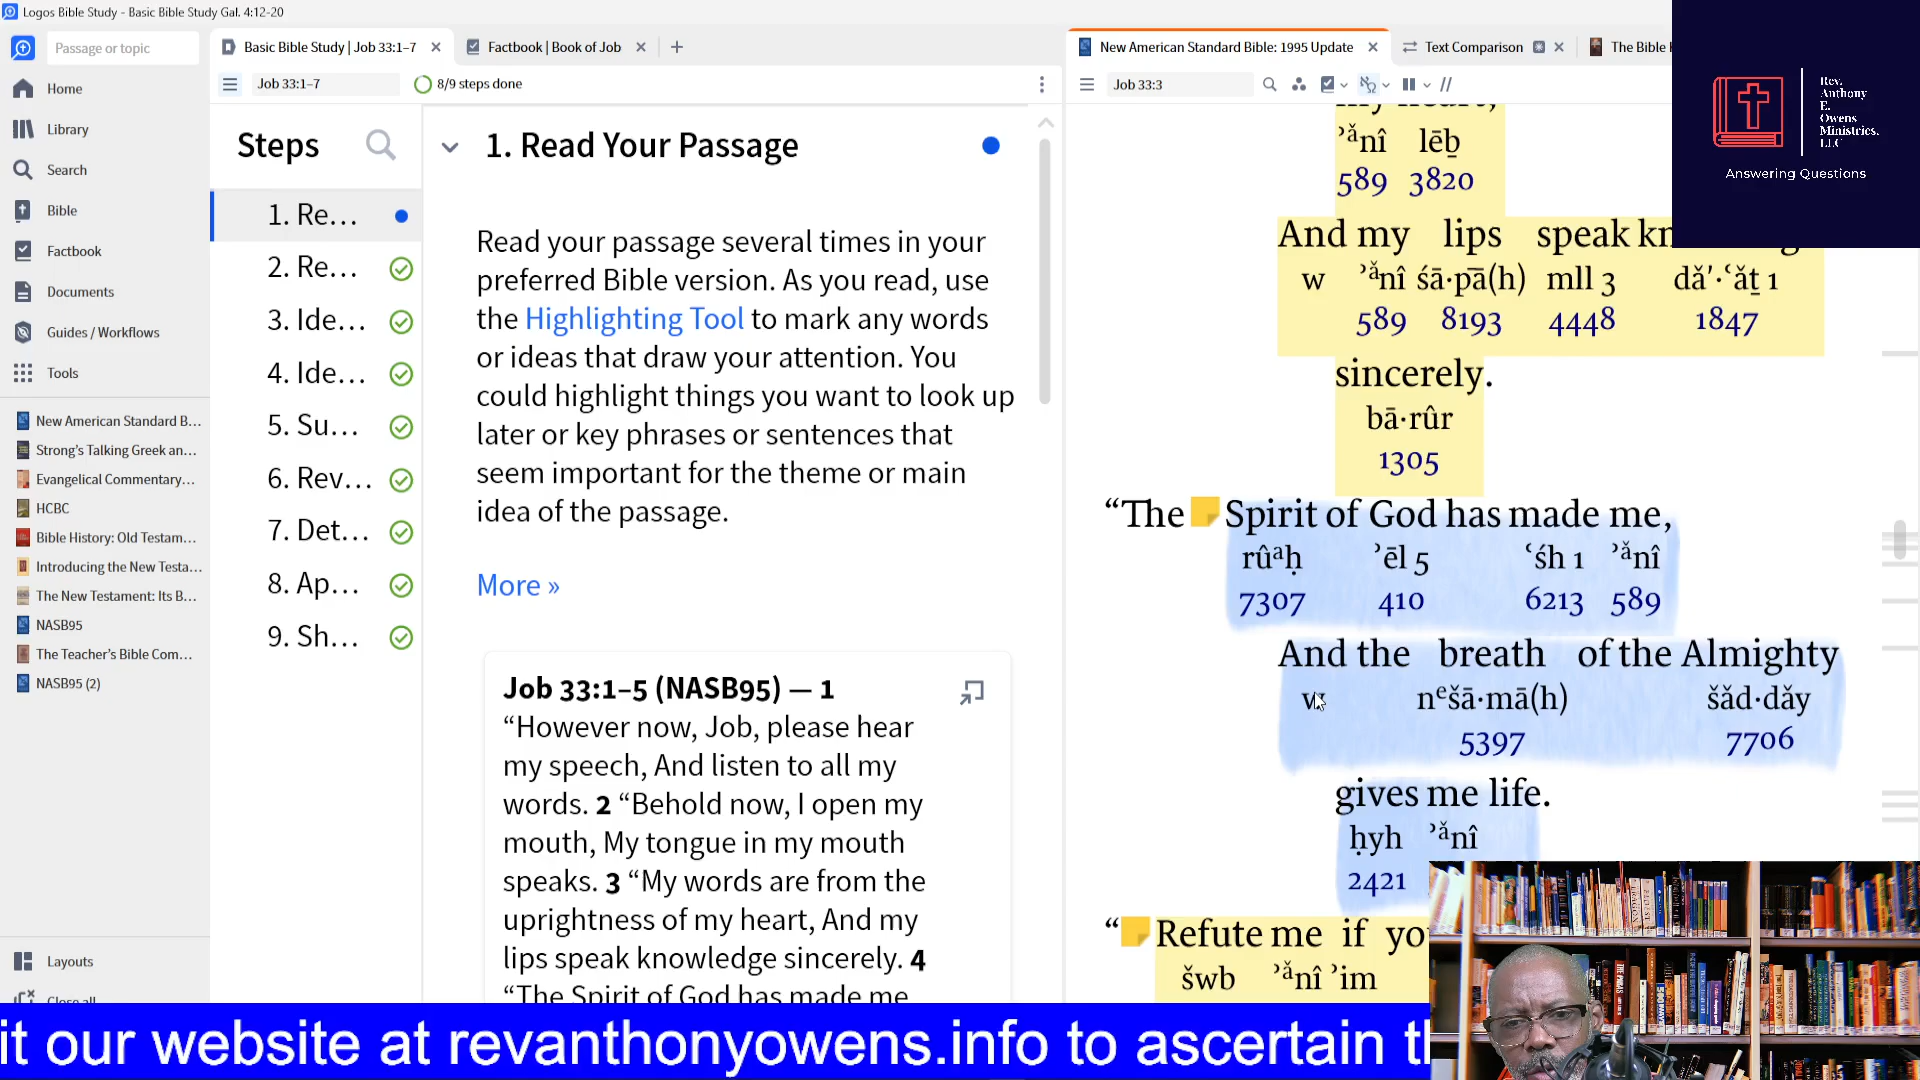 Logos Bible Study - Basic Bible Study Gal. 4:12-20
Passage or topic
Home
Library
Search
Bible
Factbook
Documents
Guides / Workflows
Tools
New American Standard B...
Strong's Talking Greek an...
Evangelical Commentary...
HCBC
Bible History: Old Testam...
Introducing the New Testa...
The New Testament: Its B...
NASB95
The Teacher's Bible Com...
NASB95 (2)
Layouts
Close all
Basic Bible Study | Job 33:1–7
Factbook | Book of Job
Job 33:1–7
8/9 steps done
Steps
1. Re...
2. Re...
3. Ide...
4. Ide...
5. Su...
6. Rev...
7. Det...
8. Ap...
9. Sh...
1. Read Your Passage
Read your passage several times in your
preferred Bible version. As you read, use
the Highlighting Tool to mark any words
or ideas that draw your attention. You
could highlight things you want to look up
later or key phrases or sentences that
seem important for the theme or main
idea of the passage.
More »
Job 33:1–5 (NASB95) — 1
“However now, Job, please hear
my speech, And listen to all my
words. 2 “Behold now, I open my
mouth, My tongue in my mouth
speaks. 3 “My words are from the
uprightness of my heart, And my
lips speak knowledge sincerely. 4
“The Spirit of God has made me
New American Standard Bible: 1995 Update
Text Comparison
The Bible
Job 33:3
my heart,
ʾᵃ̆nî lēḇ
589 3820
And my lips speak kn
w ʾᵃ̆nî śā·p̄ā(h) mll 3 dǎʹ·ʿǎṯ 1
589 8193 4448 1847
sincerely.
bā·rûr
1305
“The Spirit of God has made me,
rûᵃḥ ʾēl 5 ʿśh 1 ʾᵃ̆nî
7307 410 6213 589
And the breath of the Almighty
w nᵉšā·mā(h) šǎd·dǎy
5397 7706
gives me life.
ḥyh ʾᵃ̆nî
2421
“Refute me if yo
šwb ʾᵃ̆nî ʾim
Rev.
Anthony
E.
Owens
Ministries,
LLC
Answering Questions
it our website at revanthonyowens.info to ascertain t